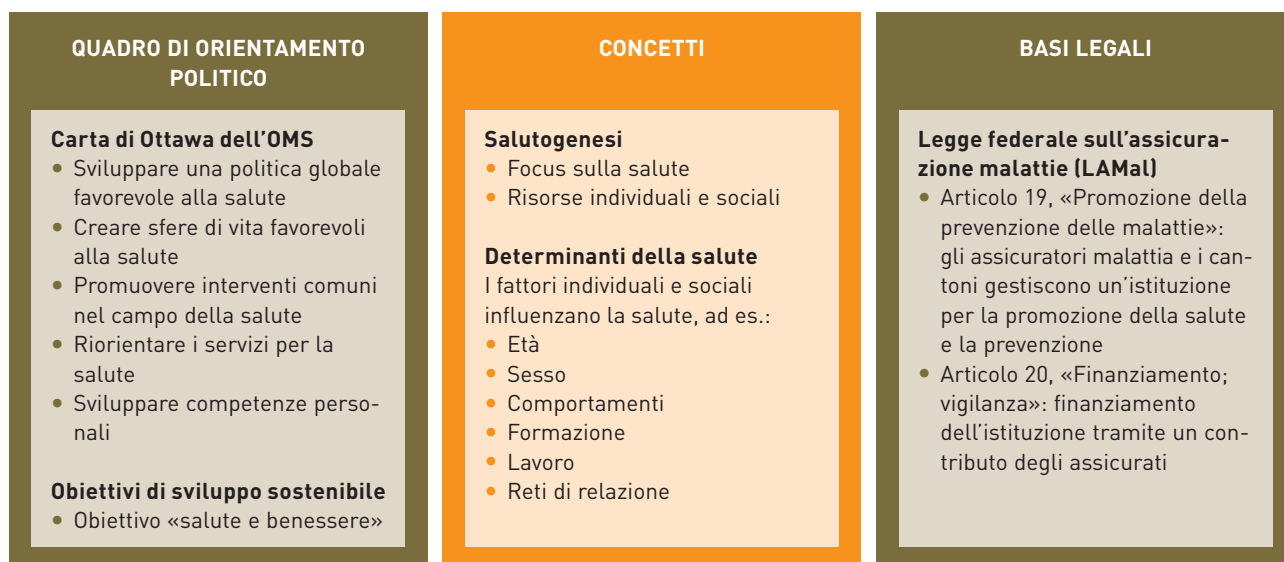 QUADRO DI ORIENTAMENTO
POLITICO
Carta di Ottawa dell'OMS
• Sviluppare una politica globale
favorevole alla salute
• Creare sfere di vita favorevoli
alla salute
• Promuovere interventi comuni
nel campo della salute
• Riorientare i servizi per la
salute
• Sviluppare competenze perso-
nali
Obiettivi di sviluppo sostenibile
• Obiettivo «salute e benessere»
CONCETTI
Salutogenesi
• Focus sulla salute
• Risorse individuali e sociali
Determinanti della salute
I fattori individuali e sociali
influenzano la salute, ad es.:
• Età
• Sesso
• Comportamenti
• Formazione
• Lavoro
• Reti di relazione
BASI LEGALI
Legge federale sull'assicura-
zione malattie (LAMal)
• Articolo 19, «Promozione della
prevenzione delle malattie»:
gli assicuratori malattia e i can-
toni gestiscono un'istituzione
per la promozione della salute
e la prevenzione
• Articolo 20, «Finanziamento;
vigilanza»: finanziamento
dell'istituzione tramite un con-
tributo degli assicurati